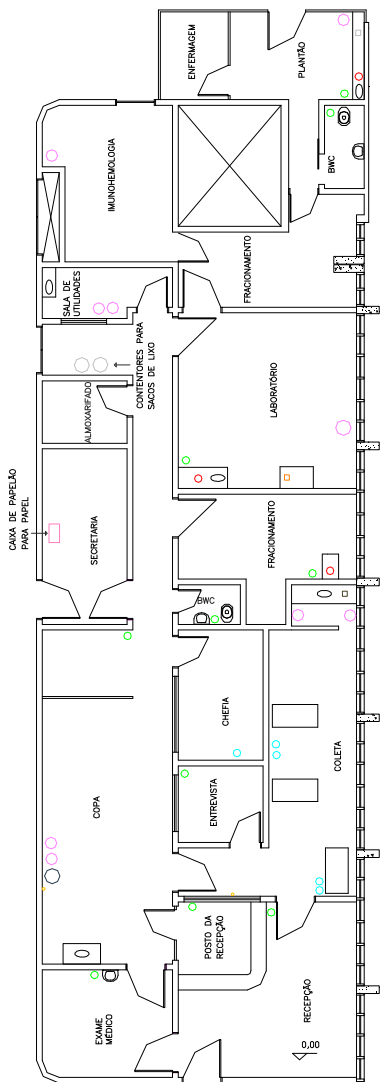 ENFERMAGEM
PLANTÃO
BWC
IMUNOHEMOLOGIA
FRACIONAMENTO
SALA DE
UTILIDADES
CONTENTORES PARA
SACOS DE LIXO
ALMOXARIFADO
LABORATÓRIO
CAIXA DE PAPELÃO
PARA PAPEL
SECRETARIA
FRACIONAMENTO
BWC
CHEFIA
COLETA
COPA
ENTREVISTA
POSTO DA
RECEPÇÃO
EXAME
MÉDICO
RECEPÇÃO
0,00